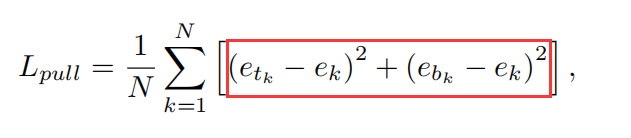 L_{pull} = \frac{1}{N} \sum_{k=1}^{N} \left[ (e_{t_k} - e_k)^2 + (e_{b_k} - e_k)^2 \right],